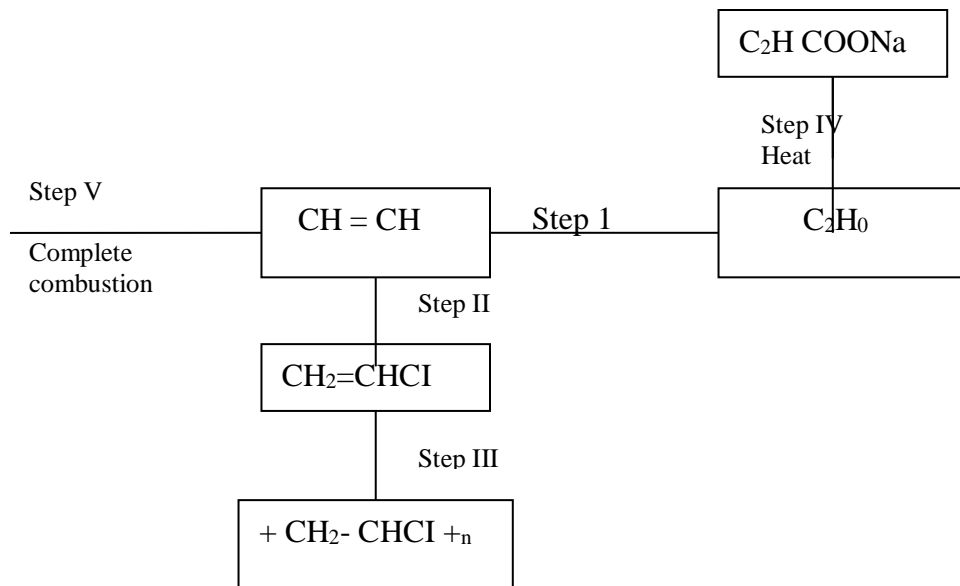 C₂H COONa
Step IV
Heat
Step V
CH = CH
Step 1
C₂H₀
Complete
combustion
Step II
CH₂=CHCI
Step III
+ CH₂- CHCI +ₙ